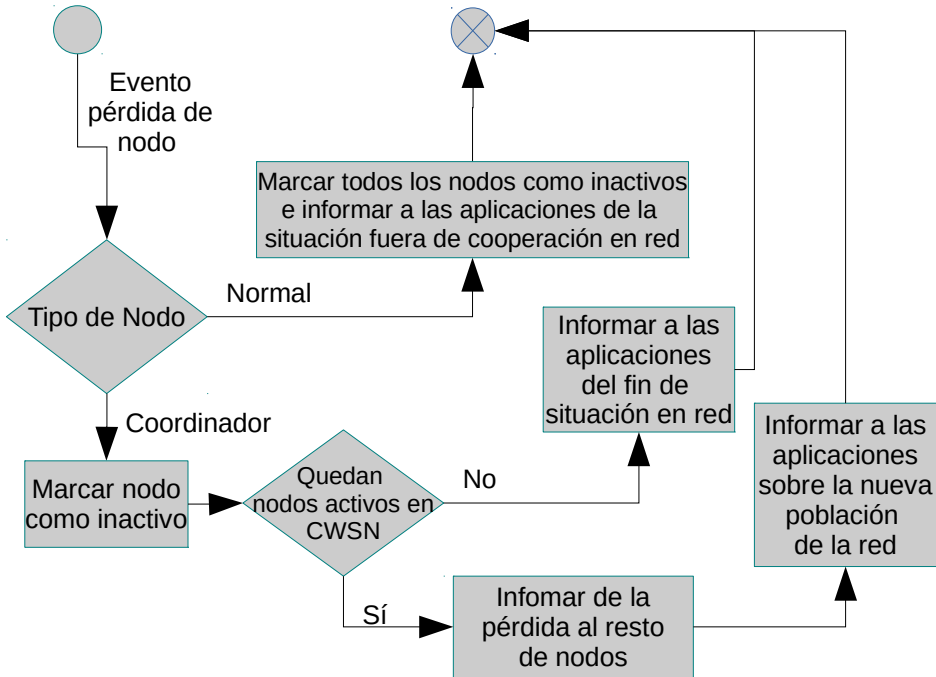 Evento
pérdida de
nodo
Marcar todos los nodos como inactivos
e informar a las aplicaciones de la
situación fuera de cooperación en red
Normal
Tipo de Nodo
Informar a las
aplicaciones
del fin de
situación en red
Coordinador
Informar a las
aplicaciones
sobre la nueva
población
de la red
Marcar nodo
como inactivo
Quedan
nodos activos en
CWSN
No
Sí
Infomar de la
pérdida al resto
de nodos